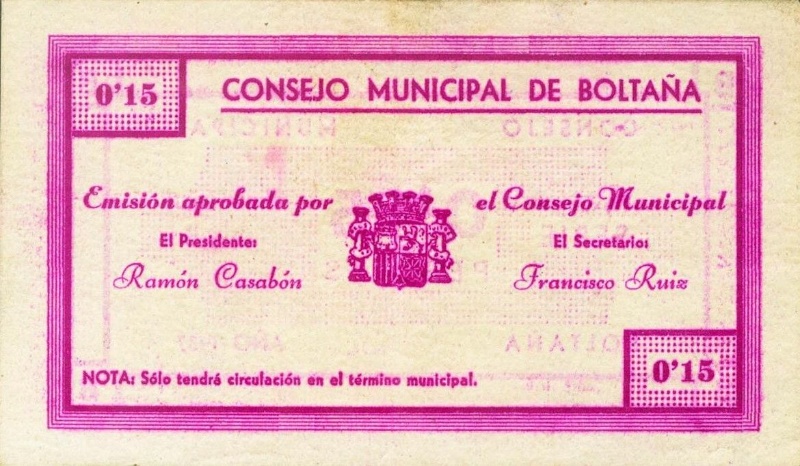 0'15
CONSEJO MUNICIPAL DE BOLTAÑA
Emisión aprobada por el Consejo Municipal
El Presidente: El Secretario:
Ramón Casabón Francisco Ruiz
NOTA: Sólo tendrá circulación en el término municipal.
0'15